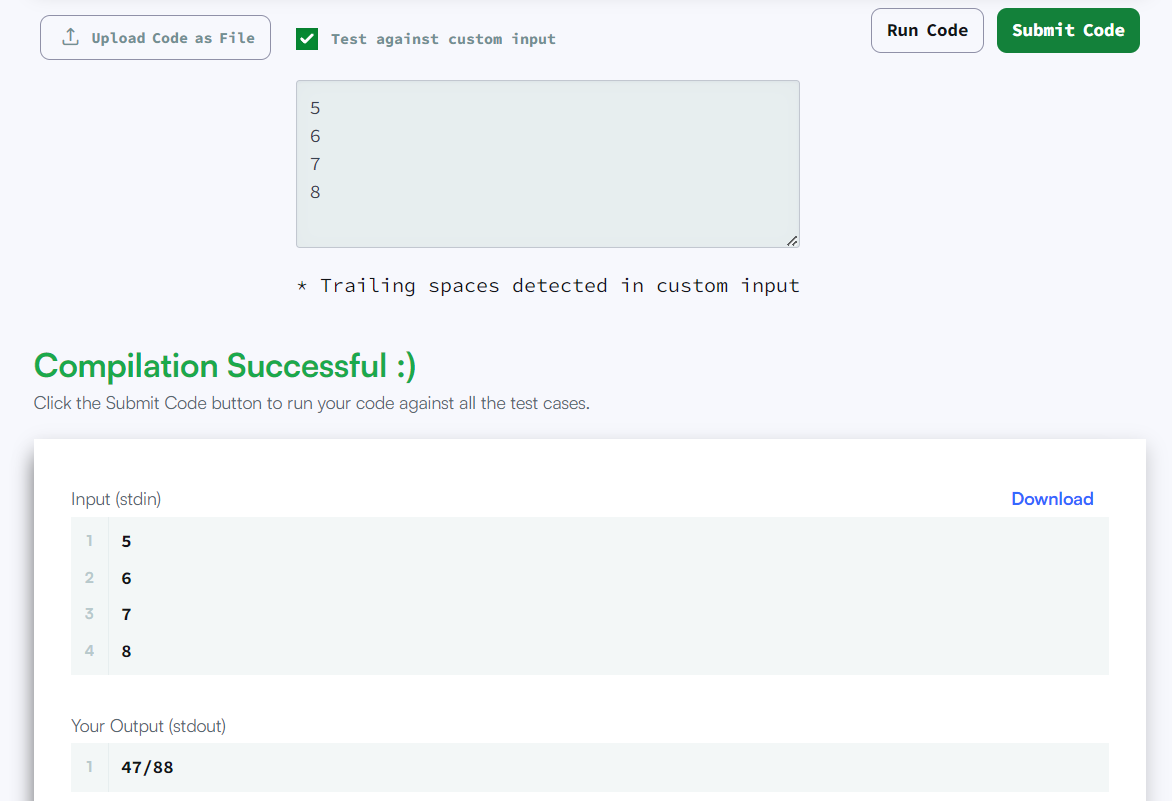 Upload Code as File
Test against custom input
Run Code
Submit Code
5
6
7
8
* Trailing spaces detected in custom input
Compilation Successful :)
Click the Submit Code button to run your code against all the test cases.
Input (stdin)
Download
1 5
2 6
3 7
4 8
Your Output (stdout)
1 47/88